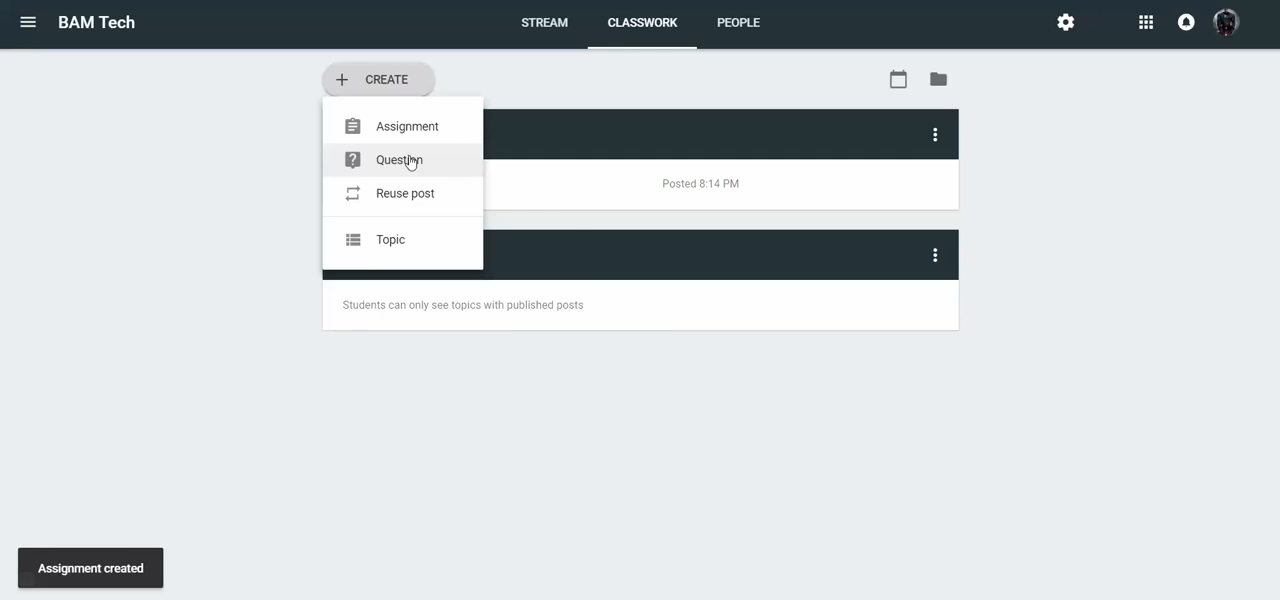 BAM Tech
STREAM
CLASSWORK
PEOPLE
CREATE
Assignment
Question
Reuse post
Topic
Posted 8:14 PM
Students can only see topics with published posts
Assignment created